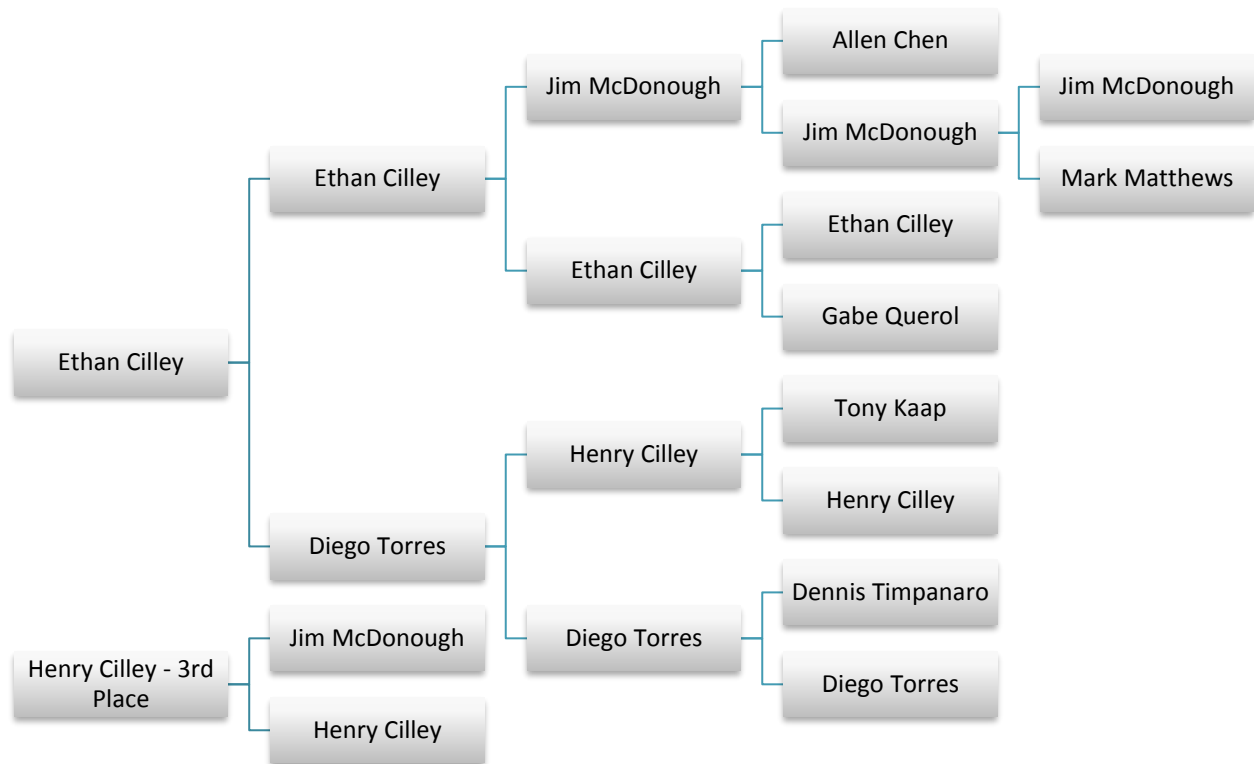 Allen Chen
Jim McDonough
Jim McDonough
Jim McDonough
Mark Matthews
Ethan Cilley
Ethan Cilley
Ethan Cilley
Gabe Querol
Ethan Cilley
Tony Kaap
Henry Cilley
Henry Cilley
Diego Torres
Dennis Timpanaro
Diego Torres
Diego Torres
Jim McDonough
Henry Cilley - 3rd
Place
Henry Cilley